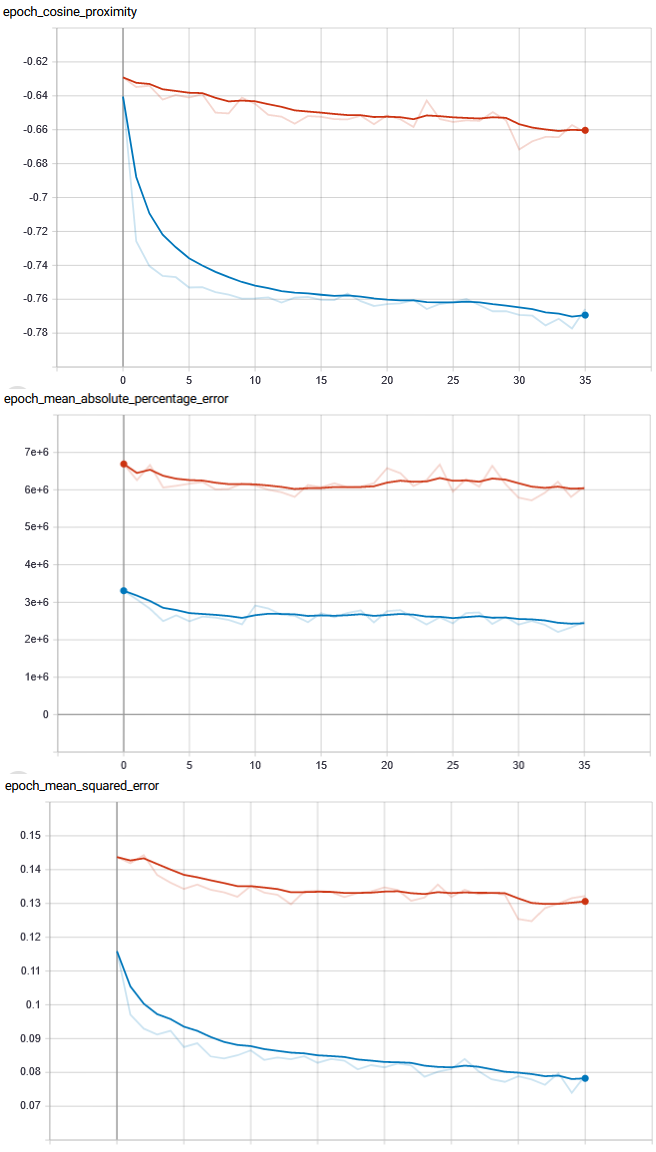 epoch_cosine_proximity
-0.62
-0.64
-0.66
-0.68
-0.7
-0.72
-0.74
-0.76
-0.78
0 5 10 15 20 25 30 35
epoch_mean_absolute_percentage_error
7e+6
6e+6
5e+6
4e+6
3e+6
2e+6
1e+6
0
0 5 10 15 20 25 30 35
epoch_mean_squared_error
0.15
0.14
0.13
0.12
0.11
0.1
0.09
0.08
0.07